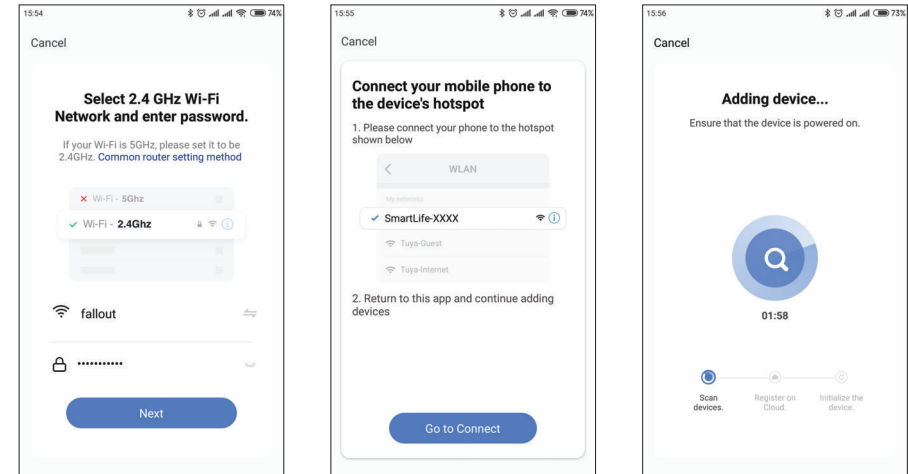 15:54
74%
Cancel
Select 2.4 GHz Wi-Fi
Network and enter password.
If your Wi-Fi is 5GHz, please set it to be
2.4GHz. Common router setting method
Wi-Fi - 5Ghz
Wi-Fi - 2.4Ghz
fallout
•••••••••••
Next
15:55
74%
Cancel
Connect your mobile phone to
the device's hotspot
1. Please connect your phone to the hotspot
shown below
WLAN
My networks
SmartLife-XXXX
Tuya-Guest
Tuya-Internet
2. Return to this app and continue adding
devices
Go to Connect
15:56
73%
Cancel
Adding device...
Ensure that the device is powered on.
01:58
Scan
devices.
Register on
Cloud.
Initialize the
device.